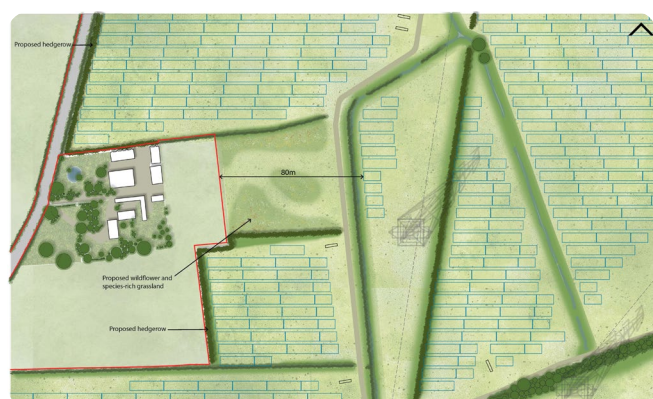 Proposed hedgerow
80m
Proposed wildflower and
species-rich grassland
Proposed hedgerow